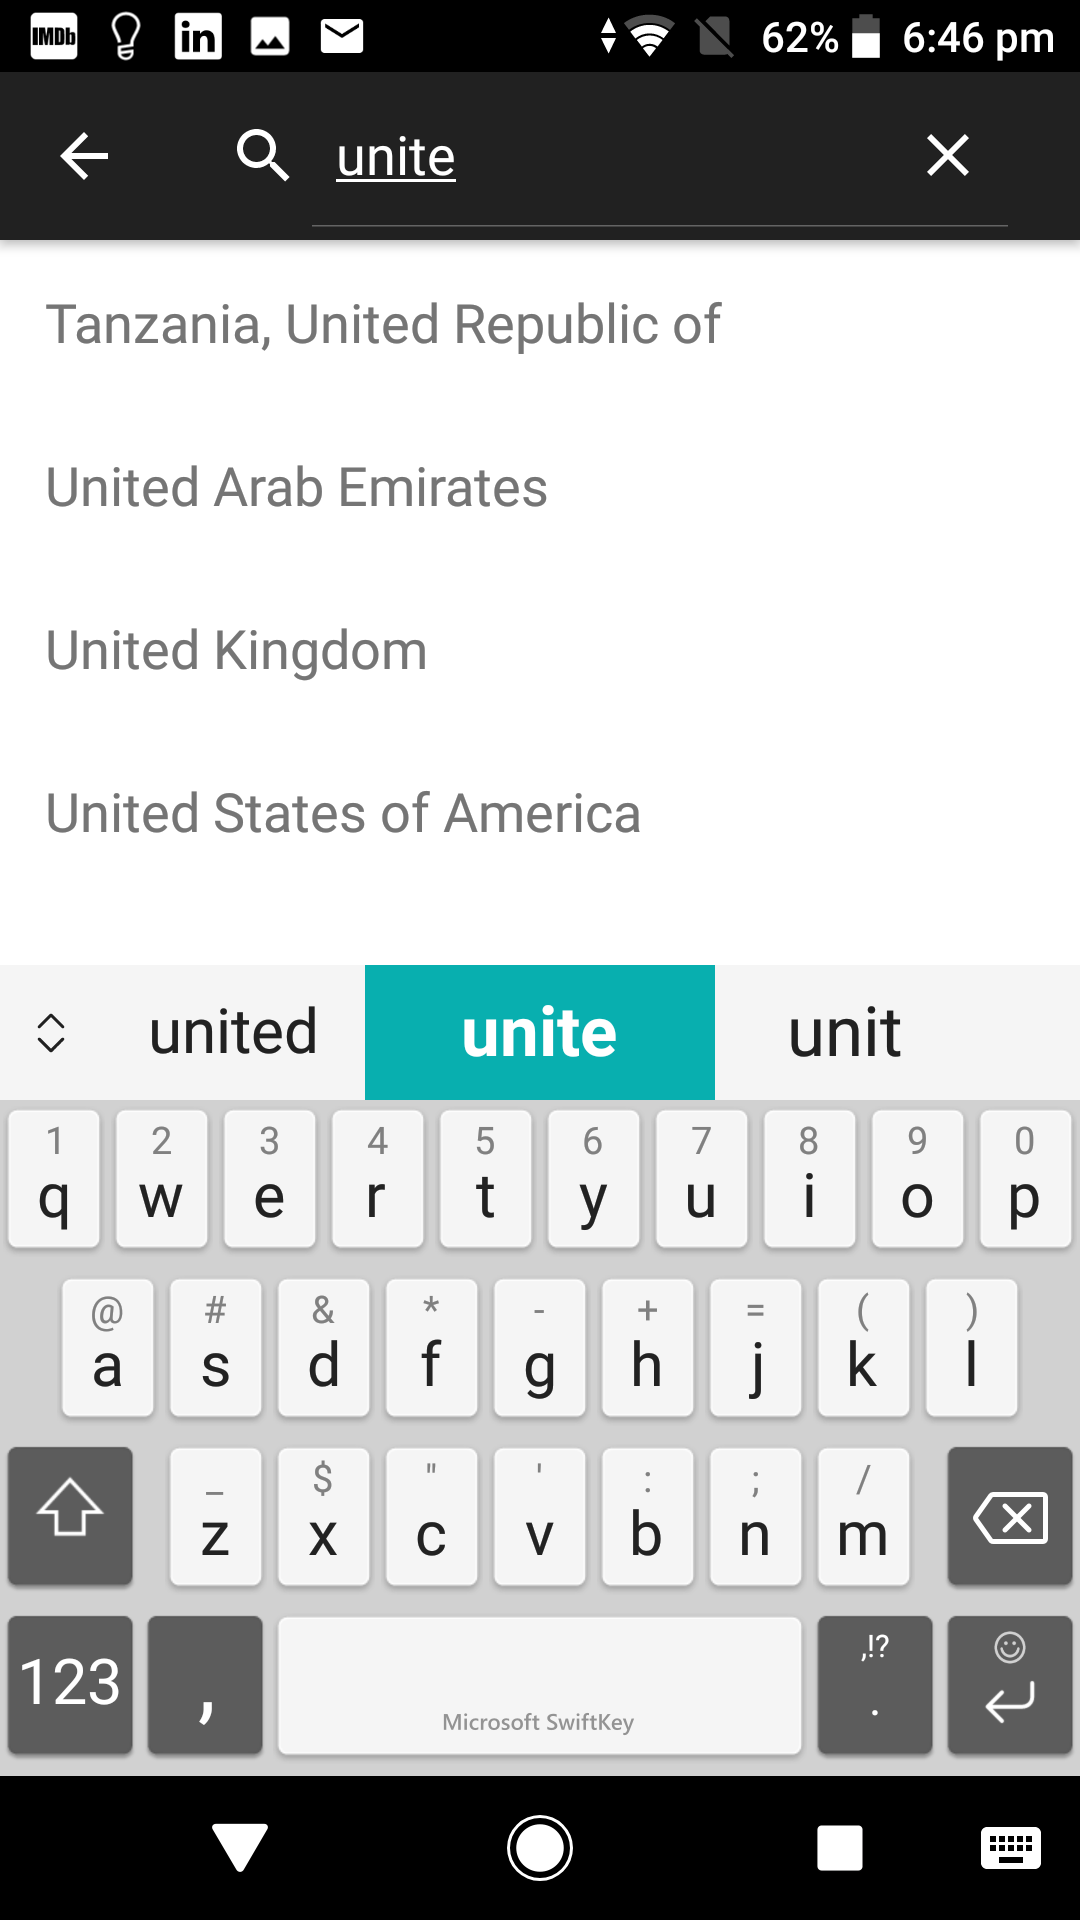 IMDb in 62% 6:46 pm
unite
Tanzania, United Republic of
United Arab Emirates
United Kingdom
United States of America
united unite unit
1 2 3 4 5 6 7 8 9 0
q w e r t y u i o p
@ # & * - + = ( )
a s d f g h j k l
_ $ " ' : ; /
z x c v b n m
,!?
123 , .
Microsoft SwiftKey